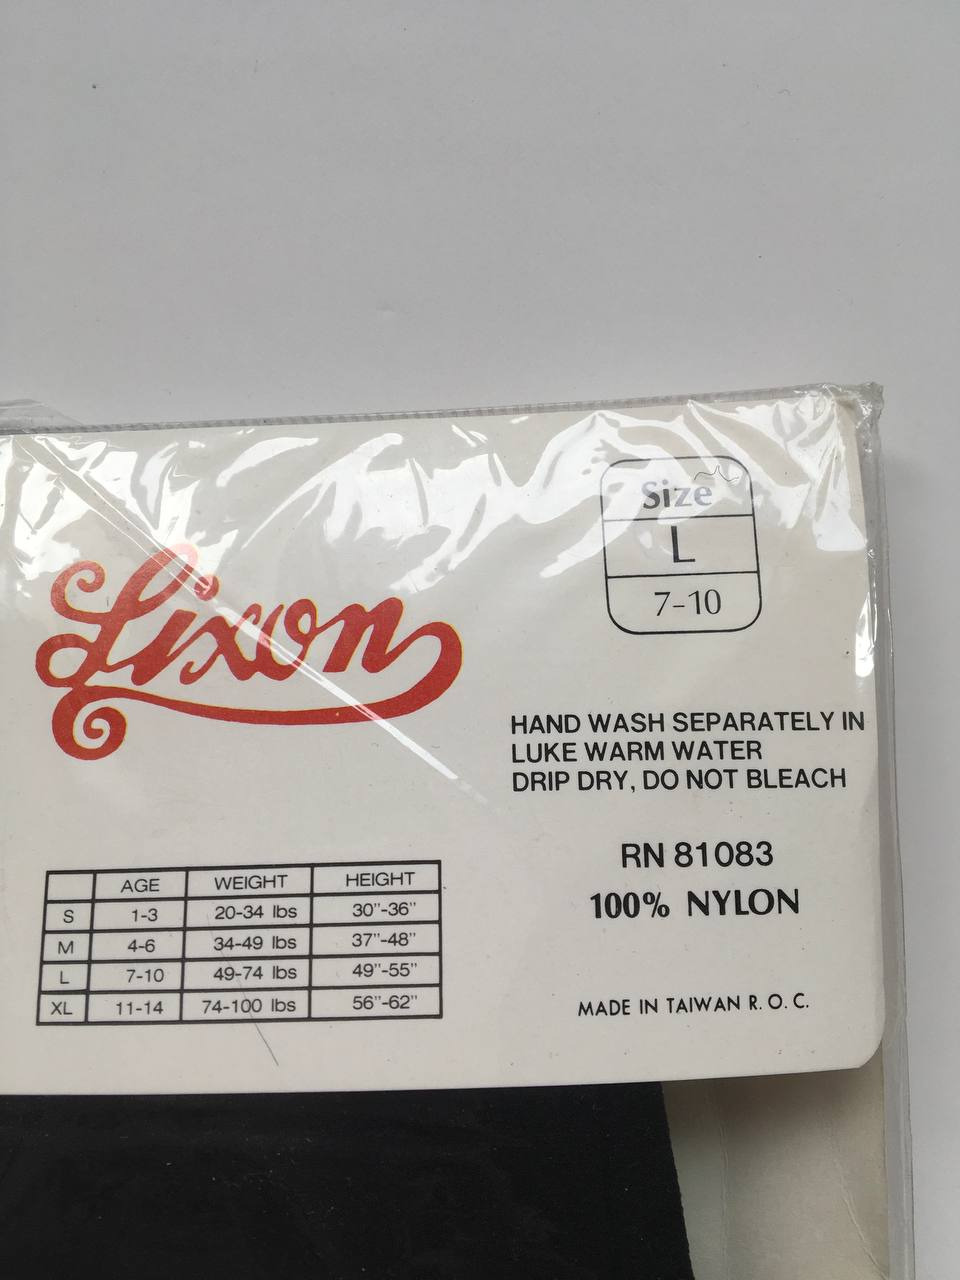 Size
L
7-10
Lixon
HAND WASH SEPARATELY IN
LUKE WARM WATER
DRIP DRY, DO NOT BLEACH
RN 81083
100% NYLON
AGE WEIGHT HEIGHT
S 1-3 20-34 lbs 30"-36"
M 4-6 34-49 lbs 37"-48"
L 7-10 49-74 lbs 49"-55"
XL 11-14 74-100 lbs 56"-62"
MADE IN TAIWAN R. O. C.